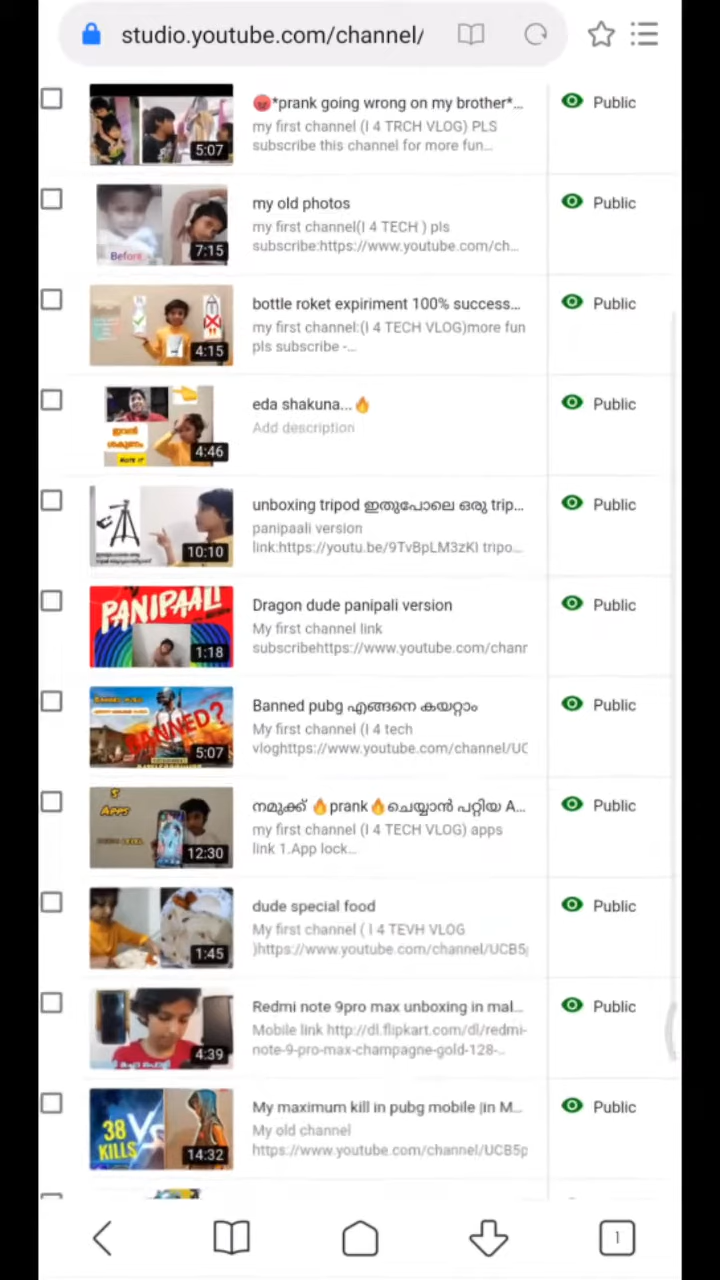 studio.youtube.com/channel/
😡*prank going wrong on my brother*...
my first channel (I 4 TRCH VLOG) PLS
subscribe this channel for more fun...
5:07
Public
my old photos
my first channel(I 4 TECH ) pls
subscribe:https://www.youtube.com/ch...
Before
7:15
Public
bottle roket expiriment 100% success...
my first channel:(I 4 TECH VLOG)more fun
pls subscribe -...
4:15
Public
eda shakuna...🔥
Add description
ഇവൻ
ശകുനം
4:46
Public
unboxing tripod ഇതുപോലെ ഒരു trip...
panipaali version
link:https://youtu.be/9TvBpLM3zKI tripo...
10:10
Public
Dragon dude panipali version
My first channel link
subscribehttps://www.youtube.com/chanr
PANIPAALI
1:18
Public
Banned pubg എങ്ങനെ കയറ്റാം
My first channel (I 4 tech
vloghttps://www.youtube.com/channel/UC
BANNED?
5:07
Public
നമുക്ക് 🔥prank🔥ചെയ്യാൻ പറ്റിയ A...
my first channel (I 4 TECH VLOG) apps
link 1.App lock...
5
Apps
12:30
Public
dude special food
My first channel ( I 4 TEVH VLOG
)https://www.youtube.com/channel/UCB5
1:45
Public
Redmi note 9pro max unboxing in mal...
Mobile link http://dl.flipkart.com/dl/redmi-
note-9-pro-max-champagne-gold-128-...
4:39
Public
My maximum kill in pubg mobile |in M...
My old channel
https://www.youtube.com/channel/UCB5p
38
KILLS
VS
14:32
Public
1